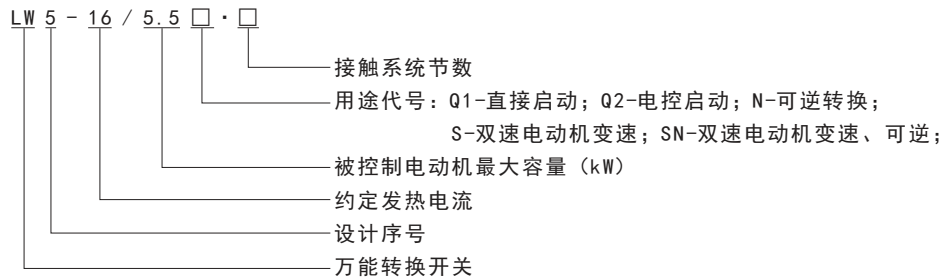 LW 5 - 16 / 5.5 □·□
接触系统节数
用途代号：Q1-直接启动；Q2-电控启动；N-可逆转换；
S-双速电动机变速；SN-双速电动机变速、可逆；
被控制电动机最大容量（kW）
约定发热电流
设计序号
万能转换开关